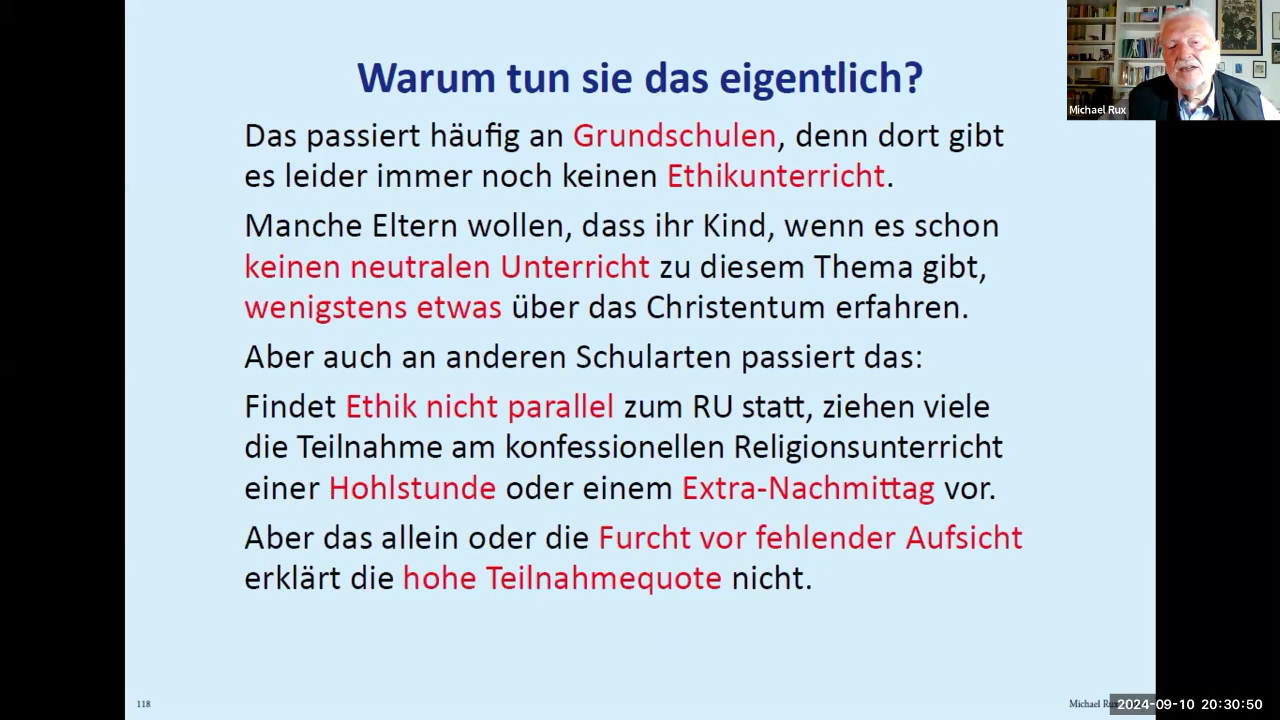 Warum tun sie das eigentlich?
Michael Rux
Das passiert häufig an Grundschulen, denn dort gibt
es leider immer noch keinen Ethikunterricht.
Manche Eltern wollen, dass ihr Kind, wenn es schon
keinen neutralen Unterricht zu diesem Thema gibt,
wenigstens etwas über das Christentum erfahren.
Aber auch an anderen Schularten passiert das:
Findet Ethik nicht parallel zum RU statt, ziehen viele
die Teilnahme am konfessionellen Religionsunterricht
einer Hohlstunde oder einem Extra-Nachmittag vor.
Aber das allein oder die Furcht vor fehlender Aufsicht
erklärt die hohe Teilnahmequote nicht.
118
Michael
2024-09-10 20:30:50